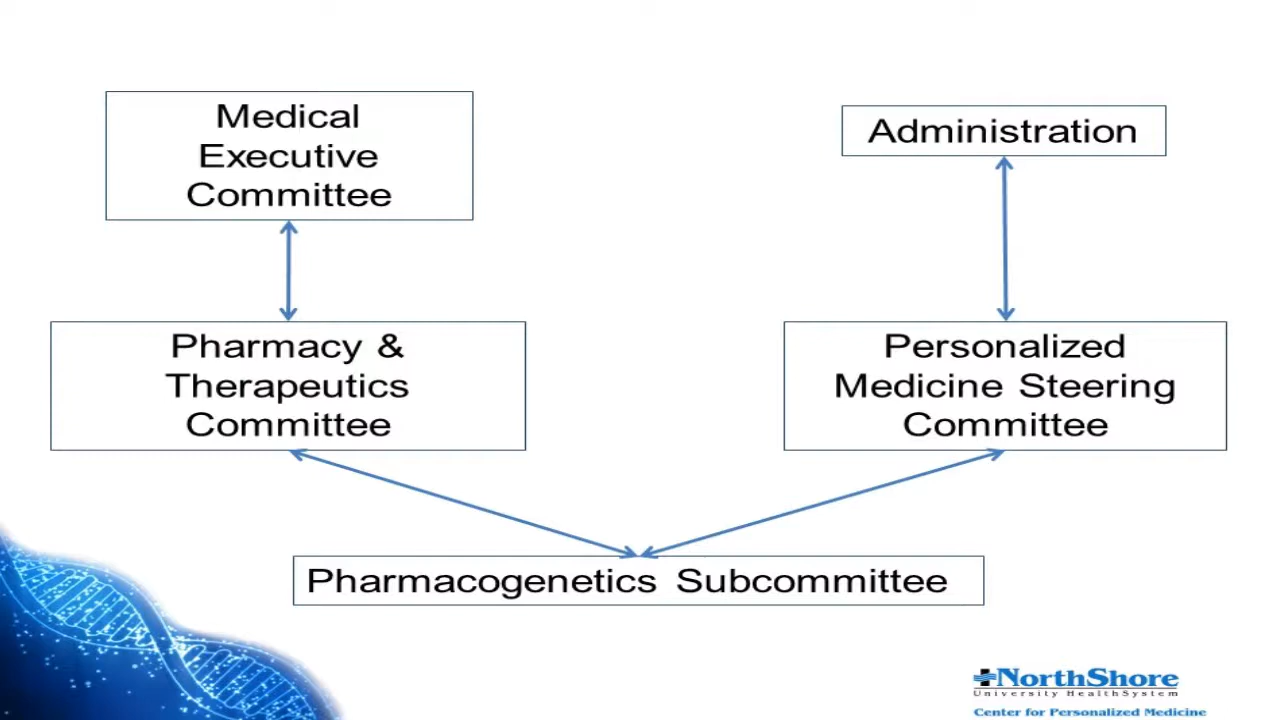 Medical
Executive
Committee
Administration
Pharmacy &
Therapeutics
Committee
Personalized
Medicine Steering
Committee
Pharmacogenetics Subcommittee
NorthShore
University HealthSystem
Center for Personalized Medicine